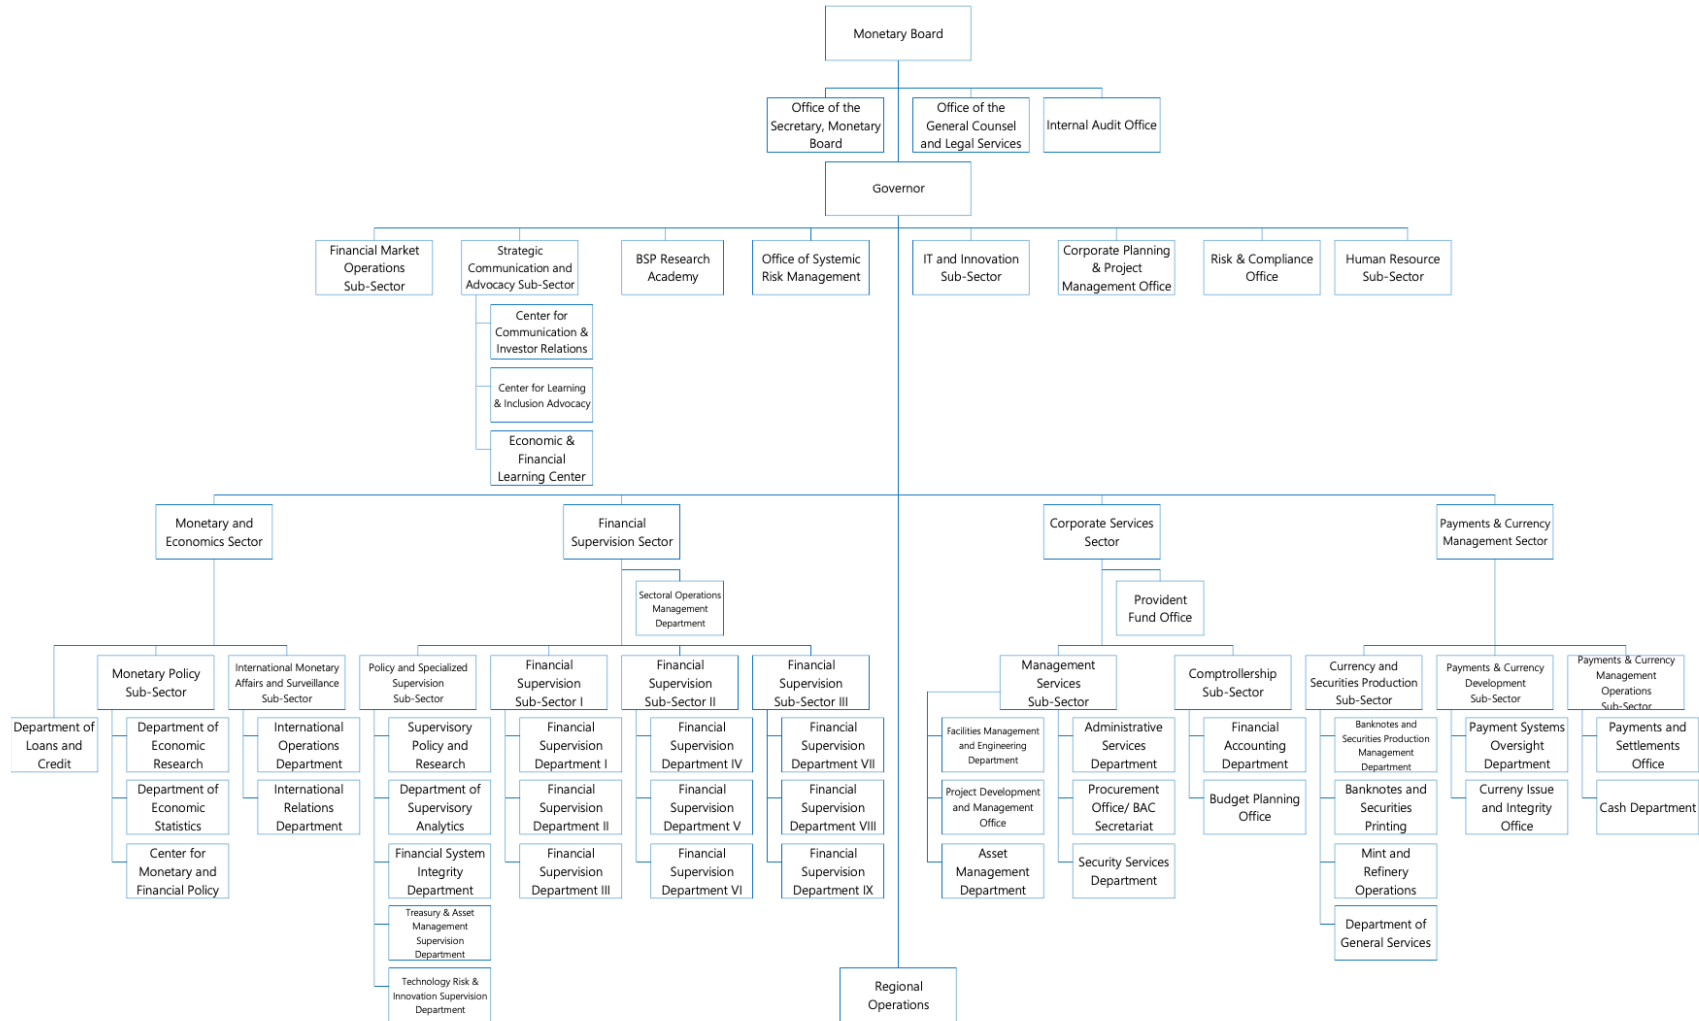 Monetary Board
Office of the
Secretary, Monetary
Board
Office of the
General Counsel
and Legal Services
Internal Audit Office
Governor
Financial Market
Operations
Sub-Sector
Strategic
Communication and
Advocacy Sub-Sector
BSP Research
Academy
Office of Systemic
Risk Management
IT and Innovation
Sub-Sector
Corporate Planning
& Project
Management Office
Risk & Compliance
Office
Human Resource
Sub-Sector
Center for
Communication &
Investor Relations
Center for Learning
& Inclusion Advocacy
Economic &
Financial
Learning Center
Monetary and
Economics Sector
Financial
Supervision Sector
Corporate Services
Sector
Payments & Currency
Management Sector
Sectoral Operations
Management
Department
Provident
Fund Office
Monetary Policy
Sub-Sector
International Monetary
Affairs and Surveillance
Sub-Sector
Policy and Specialized
Supervision
Sub-Sector
Financial
Supervision
Sub-Sector I
Financial
Supervision
Sub-Sector II
Financial
Supervision
Sub-Sector III
Management
Services
Sub-Sector
Comptrollership
Sub-Sector
Currency and
Securities Production
Sub-Sector
Payments & Currency
Development
Sub-Sector
Payments & Currency
Management
Operations
Sub-Sector
Department of
Loans and
Credit
Department of
Economic
Research
International
Operations
Department
Supervisory
Policy and
Research
Financial
Supervision
Department I
Financial
Supervision
Department IV
Financial
Supervision
Department VII
Facilities Management
and Engineering
Department
Administrative
Services
Department
Financial
Accounting
Department
Banknotes and
Securities Production
Management
Department
Payment Systems
Oversight
Department
Payments and
Settlements
Office
Department of
Economic
Statistics
International
Relations
Department
Department of
Supervisory
Analytics
Financial
Supervision
Department II
Financial
Supervision
Department V
Financial
Supervision
Department VIII
Project Development
and Management
Office
Procurement
Office/ BAC
Secretariat
Budget Planning
Office
Banknotes and
Securities
Printing
Curreny Issue
and Integrity
Office
Cash Department
Center for
Monetary and
Financial Policy
Financial System
Integrity
Department
Financial
Supervision
Department III
Financial
Supervision
Department VI
Financial
Supervision
Department IX
Asset
Management
Department
Security Services
Department
Mint and
Refinery
Operations
Treasury & Asset
Management
Supervision
Department
Department of
General Services
Technology Risk &
Innovation Supervision
Department
Regional
Operations